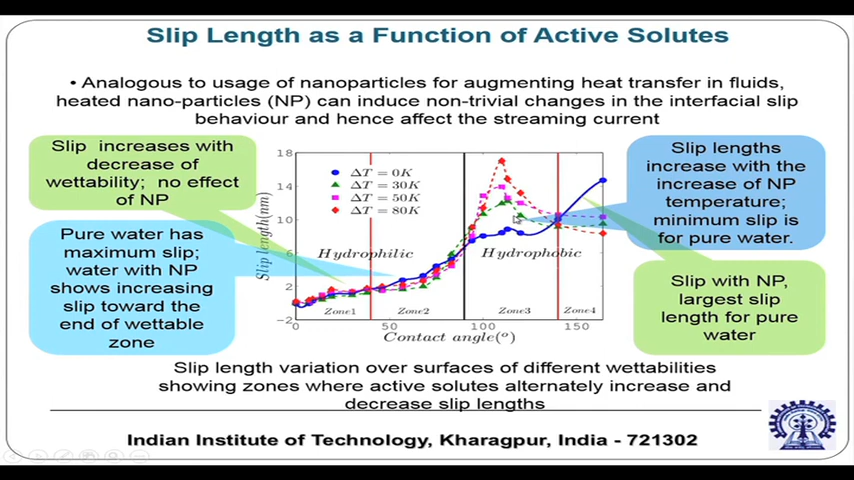 Slip Length as a Function of Active Solutes
• Analogous to usage of nanoparticles for augmenting heat transfer in fluids,
heated nano-particles (NP) can induce non-trivial changes in the interfacial slip
behaviour and hence affect the streaming current
Slip increases with
decrease of
wettability; no effect
of NP
Pure water has
maximum slip;
water with NP
shows increasing
slip toward the
end of wettable
zone
Slip length(nm)
18
14
10
6
2
−2
ΔT = 0K
ΔT = 30K
ΔT = 50K
ΔT = 80K
Hydrophilic
Hydrophobic
Zone1
Zone2
Zone3
Zone4
0
50
100
150
Contact angle(°)
Slip lengths
increase with the
increase of NP
temperature;
minimum slip is
for pure water.
Slip with NP,
largest slip
length for pure
water
Slip length variation over surfaces of different wettabilities
showing zones where active solutes alternately increase and
decrease slip lengths
Indian Institute of Technology, Kharagpur, India - 721302